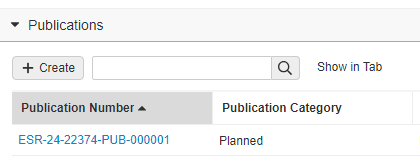 Publications
+ Create Show in Tab
Publication Number Publication Category
ESR-24-22374-PUB-000001 Planned